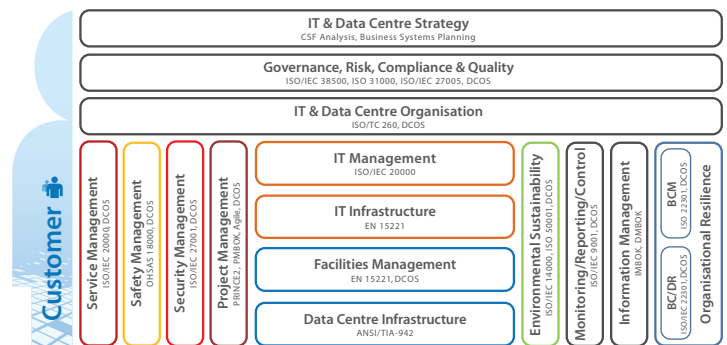 IT & Data Centre Strategy
CSF Analysis, Business Systems Planning
Governance, Risk, Compliance & Quality
ISO/IEC 38500, ISO 31000, ISO/IEC 27005, DCOS
IT & Data Centre Organisation
ISO/TC 260, DCOS
Customer
Service Management
ISO/IEC 20000, DCOS
Safety Management
OHSAS 18000, DCOS
Security Management
ISO/IEC 27001, DCOS
Project Management
PRINCE2, PMBOK, Agile, DCOS
IT Management
ISO/IEC 20000
IT Infrastructure
EN 15221
Facilities Management
EN 15221, DCOS
Data Centre Infrastructure
ANSI/TIA-942
Environmental Sustainability
ISO/IEC 14000, ISO 50001, DCOS
Monitoring/Reporting/Control
ISO/IEC 9001, DCOS
Information Management
IMBOK, DMBOK
BCM
ISO 22301, DCOS
BC/DR
ISO/IEC 22301, DCOS
Organisational Resilience